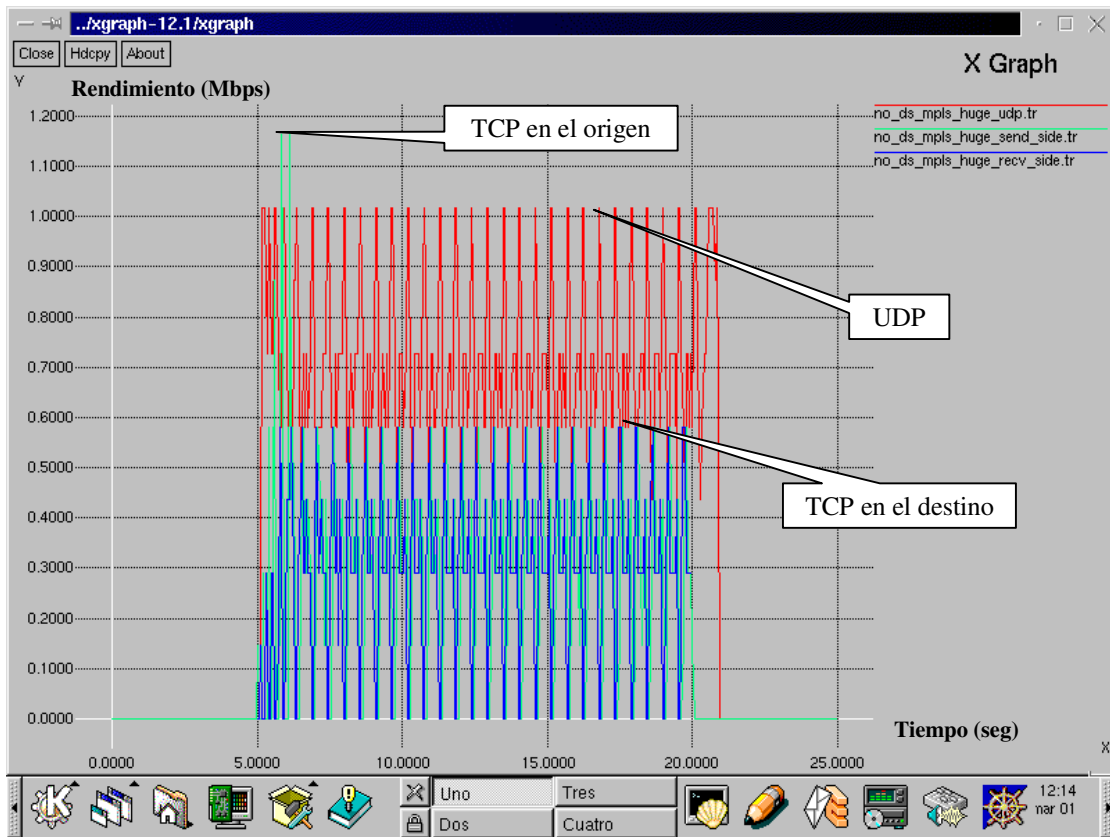 ../xgraph-12.1/xgraph
Close Hdcpy About
X Graph
Y
Rendimiento (Mbps)
1.2000
1.1000
1.0000
0.9000
0.8000
0.7000
0.6000
0.5000
0.4000
0.3000
0.2000
0.1000
0.0000
TCP en el origen
no_ds_mpls_huge_udp.tr
no_ds_mpls_huge_send_side.tr
no_ds_mpls_huge_recv_side.tr
UDP
TCP en el destino
Tiempo (seg)
X
0.0000 5.0000 10.0000 15.0000 20.0000 25.0000
Uno Tres
Dos Cuatro
12:14
nar 01